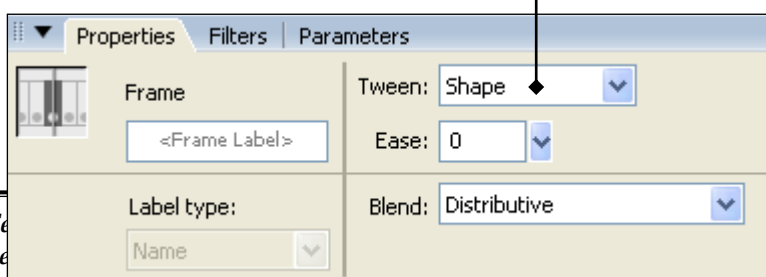 Properties Filters Parameters
Frame Tween: Shape
<Frame Label> Ease: 0
Label type: Blend: Distributive
Name